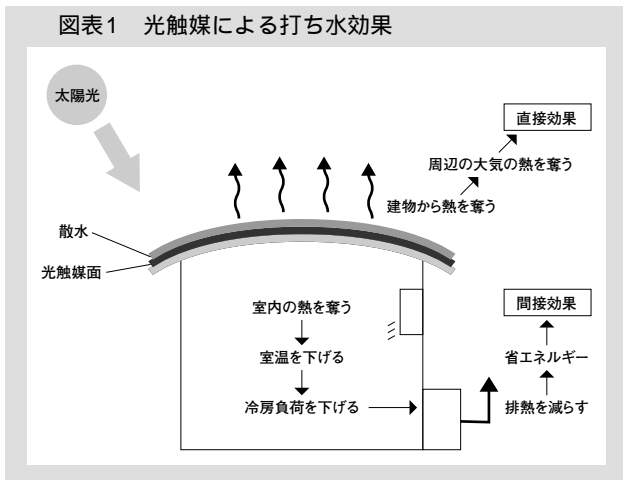 図表1　光触媒による打ち水効果
太陽光
直接効果
周辺の大気の熱を奪う
建物から熱を奪う
散水
光触媒面
室内の熱を奪う
室温を下げる
冷房負荷を下げる
間接効果
省エネルギー
排熱を減らす